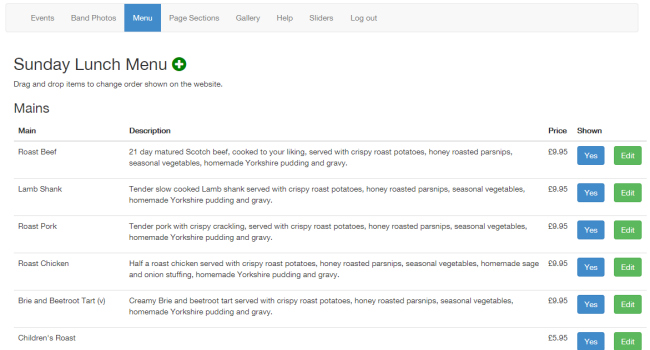 Events Band Photos Menu Page Sections Gallery Help Sliders Log out
Sunday Lunch Menu
Drag and drop items to change order shown on the website.
Mains
Main Description Price Shown
Roast Beef 21 day matured Scotch beef, cooked to your liking, served with crispy roast potatoes, honey roasted parsnips, £9.95 Yes Edit
seasonal vegetables, homemade Yorkshire pudding and gravy.
Lamb Shank Tender slow cooked Lamb shank served with crispy roast potatoes, honey roasted parsnips, seasonal vegetables, £9.95 Yes Edit
homemade Yorkshire pudding and gravy.
Roast Pork Tender pork with crispy crackling, served with crispy roast potatoes, honey roasted parsnips, seasonal vegetables, £9.95 Yes Edit
homemade Yorkshire pudding and gravy.
Roast Chicken Half a roast chicken served with crispy roast potatoes, honey roasted parsnips, seasonal vegetables, homemade sage £9.95 Yes Edit
and onion stuffing, homemade Yorkshire pudding and gravy.
Brie and Beetroot Tart (v) Creamy Brie and beetroot tart served with crispy roast potatoes, honey roasted parsnips, seasonal vegetables, £9.95 Yes Edit
homemade Yorkshire pudding and gravy.
Children's Roast £5.95 Yes Edit